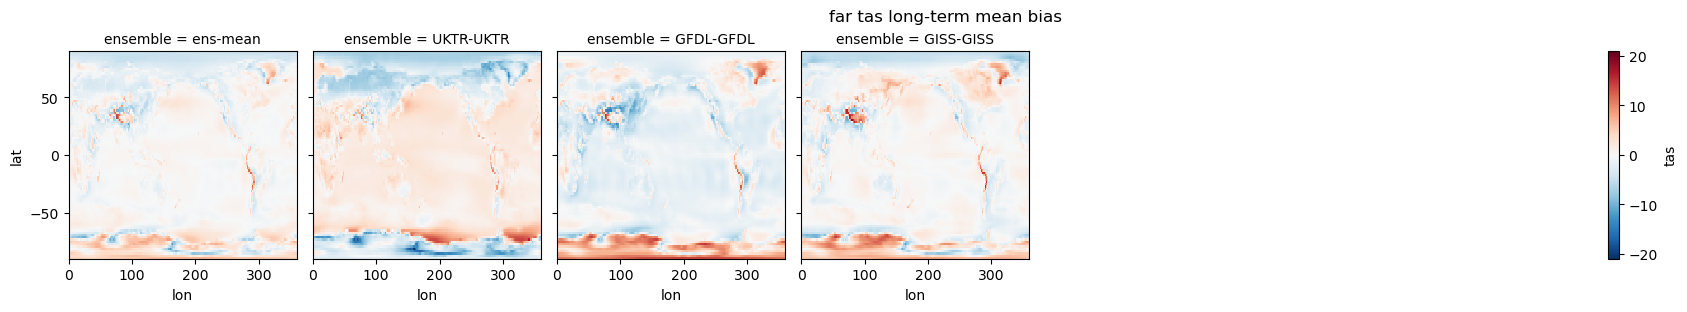 far tas long-term mean bias
ensemble = ens-mean
ensemble = UKTR-UKTR
ensemble = GFDL-GFDL
ensemble = GISS-GISS
lat
50
0
−50
0 100 200 300
0 100 200 300
0 100 200 300
0 100 200 300
lon
lon
lon
lon
20
10
0
−10
−20
tas